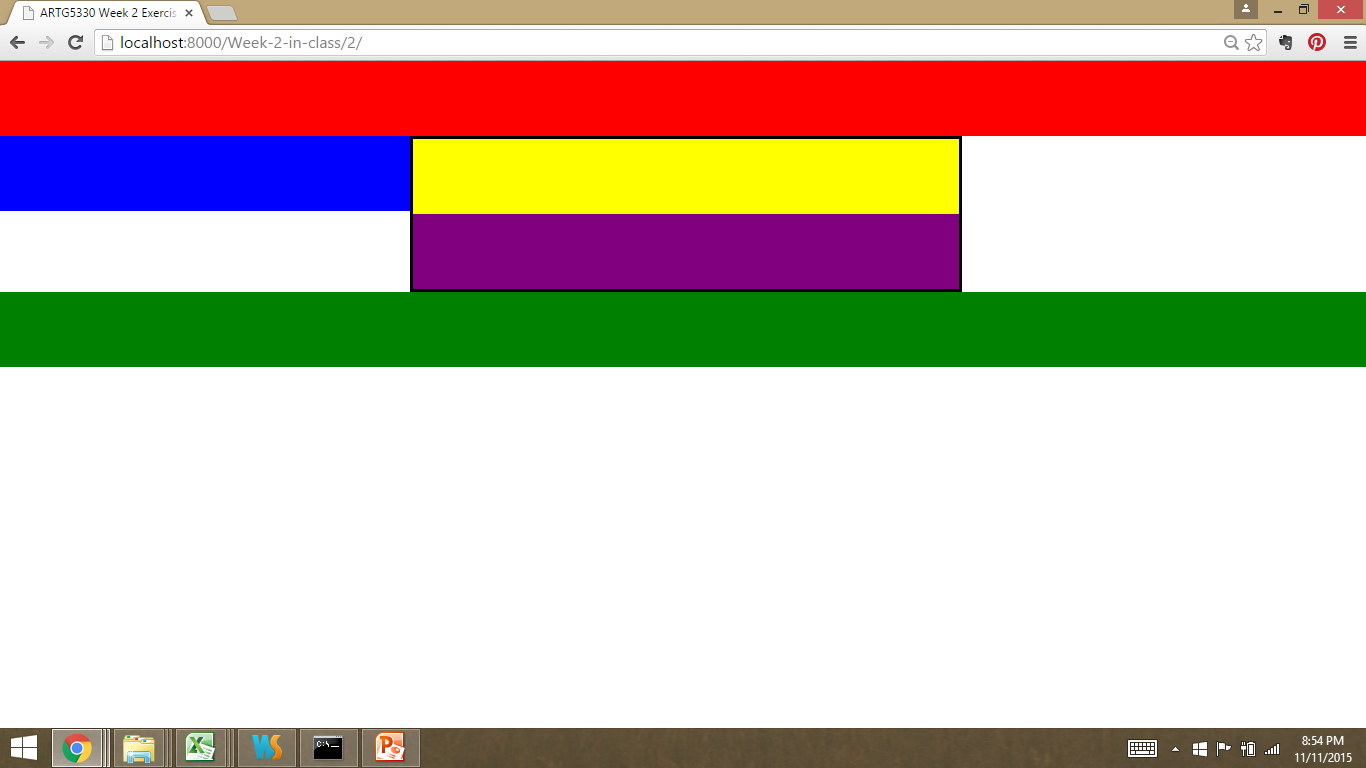 ARTG5330 Week 2 Exercis
localhost:8000/Week-2-in-class/2/
C:\_
8:54 PM
11/11/2015